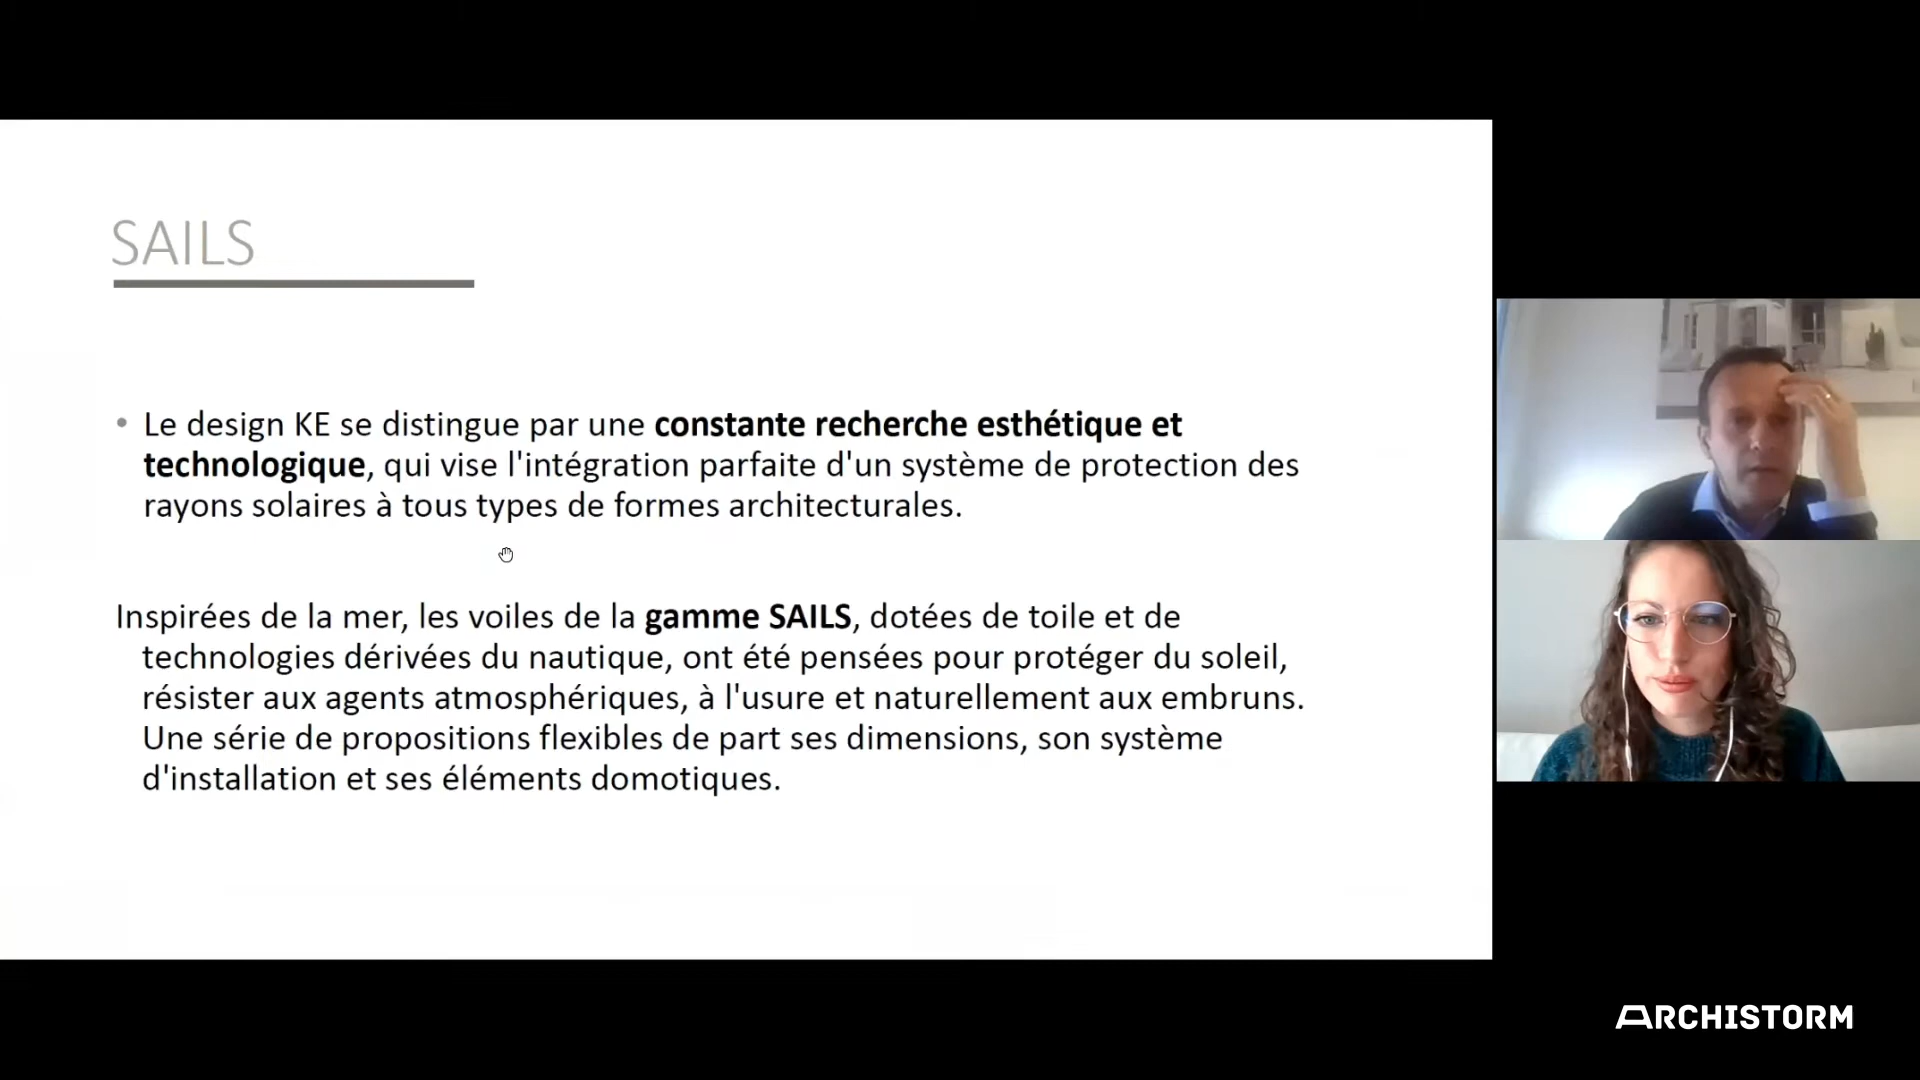 SAILS
• Le design KE se distingue par une constante recherche esthétique et
technologique, qui vise l'intégration parfaite d'un système de protection des
rayons solaires à tous types de formes architecturales.
Inspirées de la mer, les voiles de la gamme SAILS, dotées de toile et de
technologies dérivées du nautique, ont été pensées pour protéger du soleil,
résister aux agents atmosphériques, à l'usure et naturellement aux embruns.
Une série de propositions flexibles de part ses dimensions, son système
d'installation et ses éléments domotiques.
ARCHISTORM